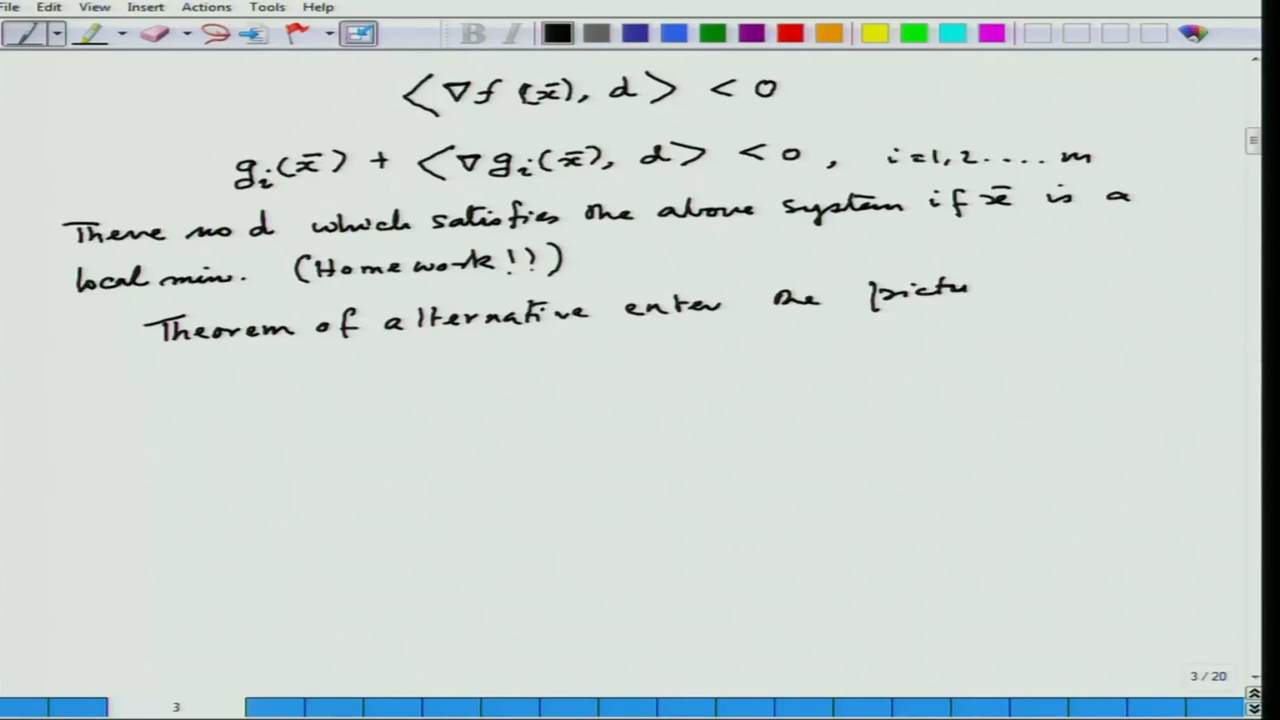 File Edit View Insert Actions Tools Help
B I
⟨∇f(x̄), d⟩ < 0
gᵢ(x̄) + ⟨∇gᵢ(x̄), d⟩ < 0, i=1,2....m
There no d which satisfies the above system if x̄ is a
local min. (Homework!!)
Theorem of alternative enter the pictu
3 / 20
3